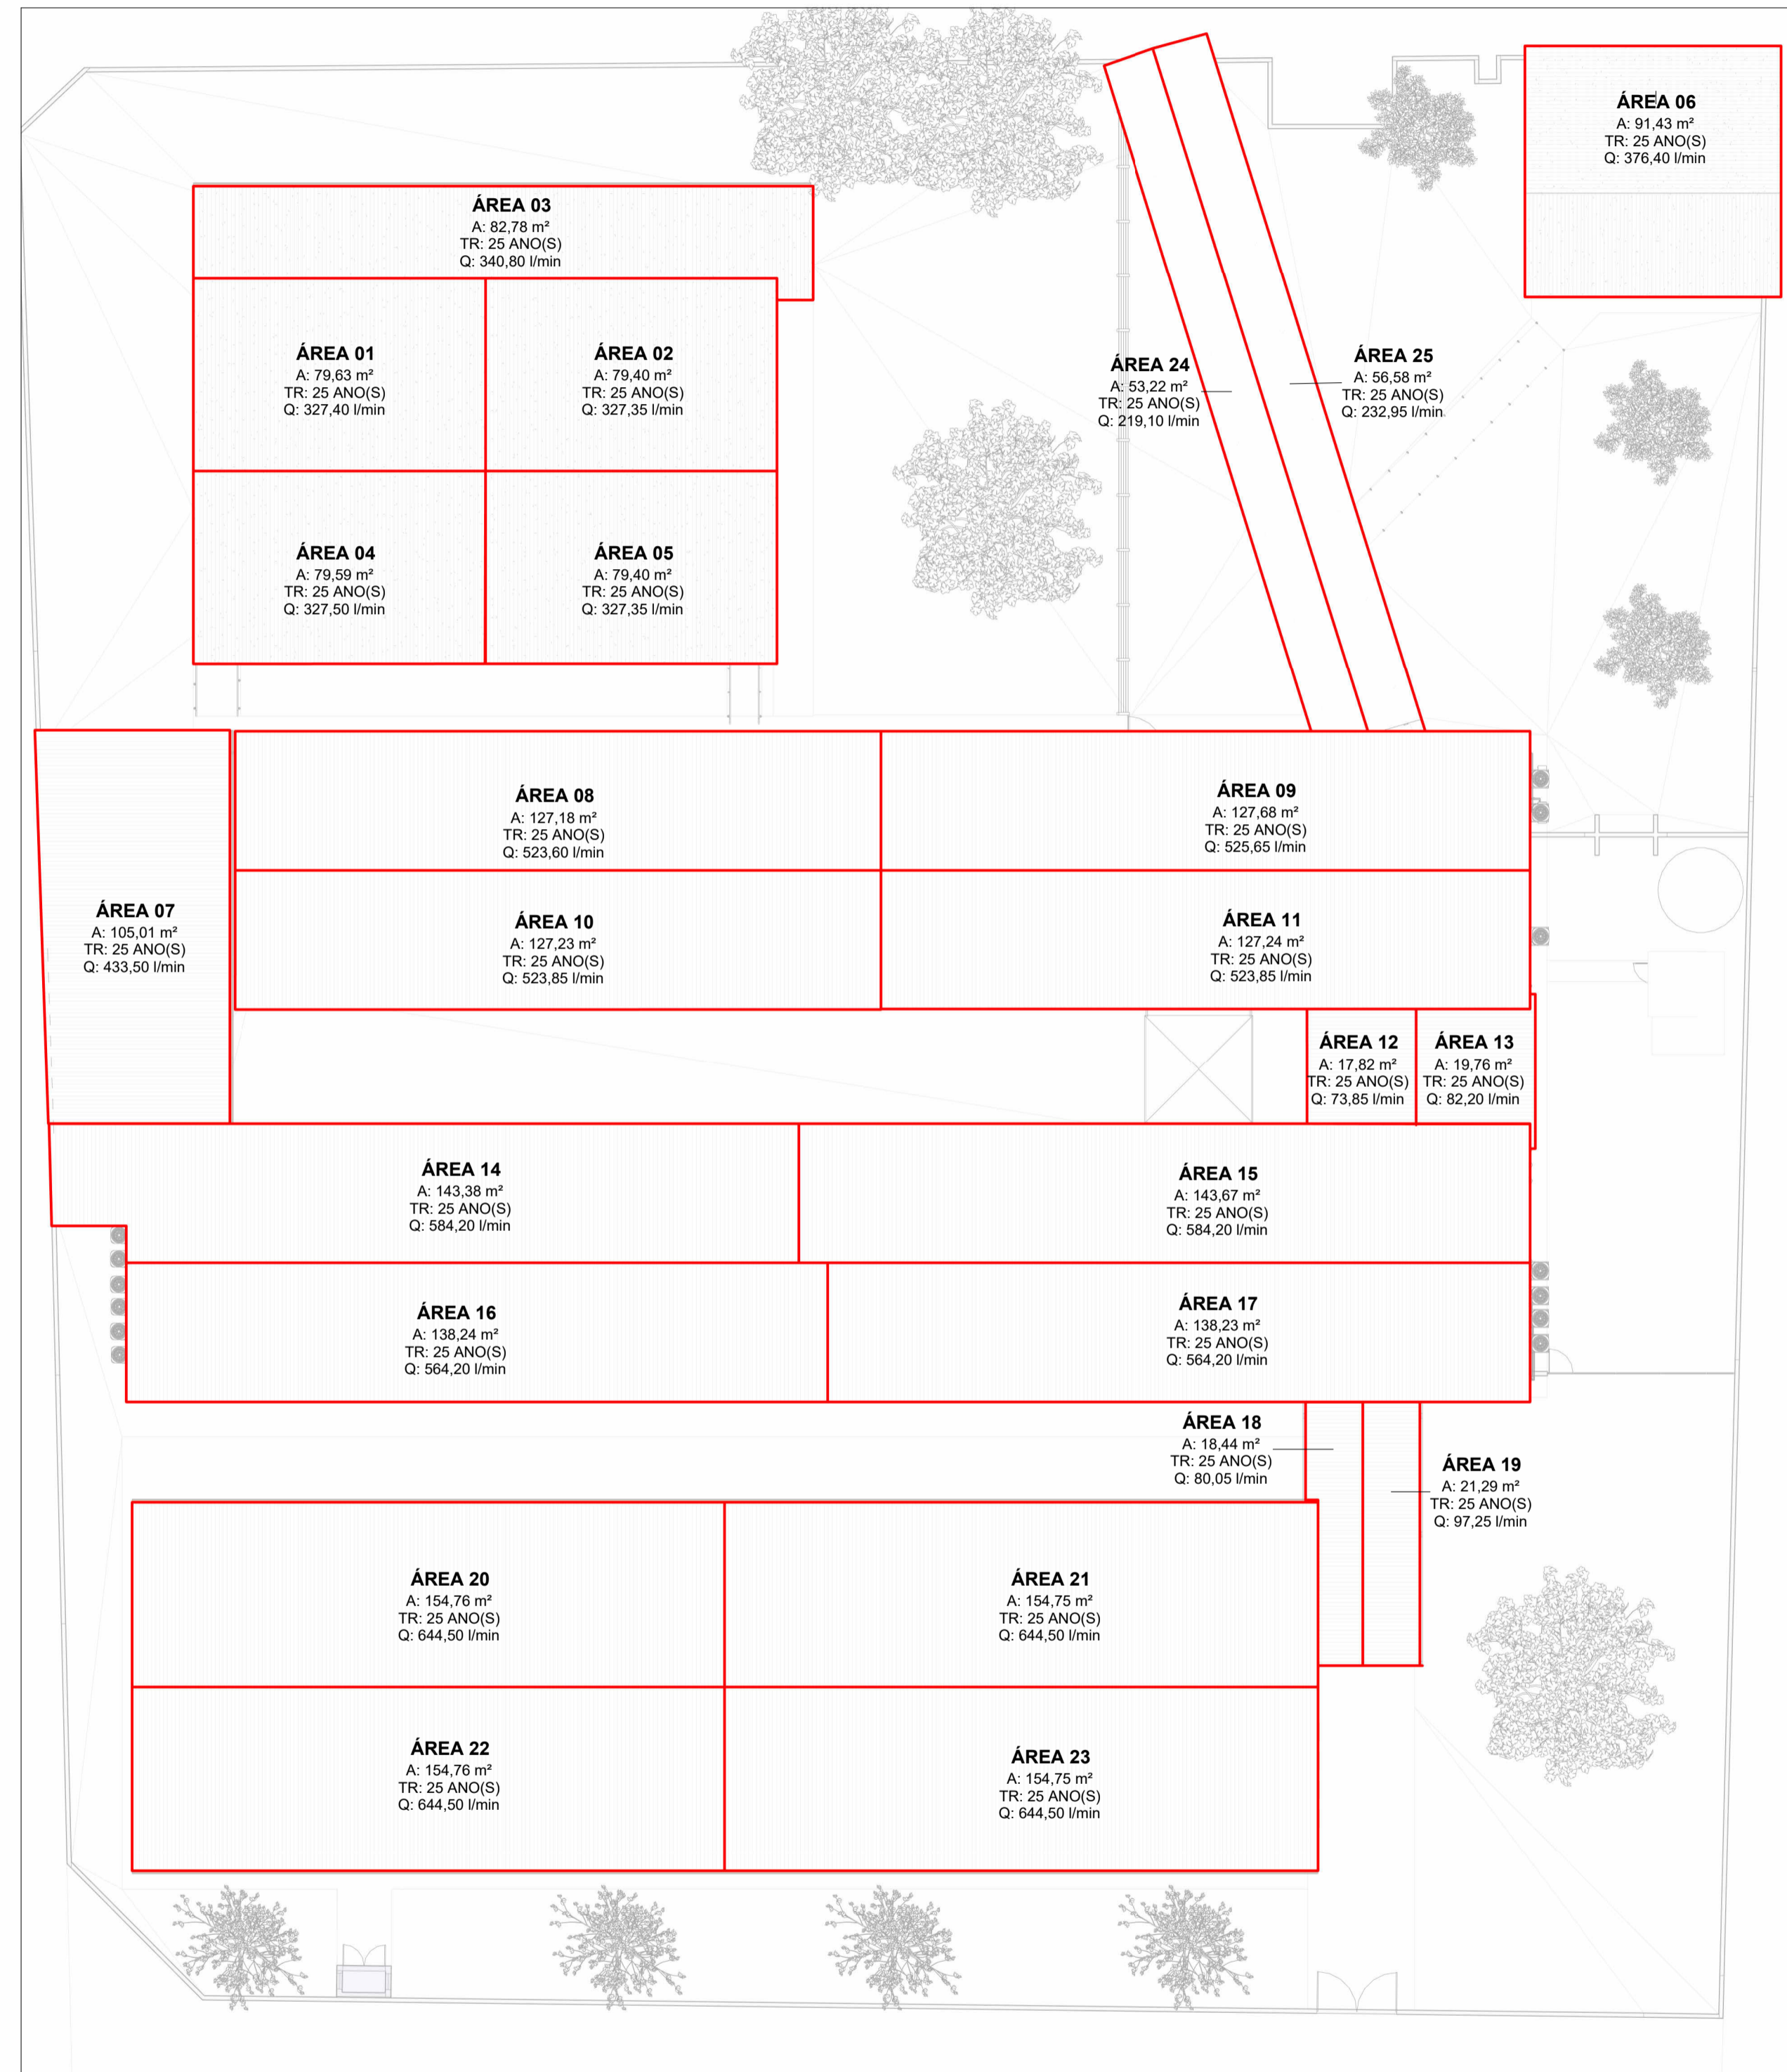 ÁREA 06
A: 91,43 m²
TR: 25 ANO(S)
Q: 376,40 l/min
ÁREA 03
A: 82,78 m²
TR: 25 ANO(S)
Q: 340,80 l/min
ÁREA 01
A: 79,63 m²
TR: 25 ANO(S)
Q: 327,40 l/min
ÁREA 02
A: 79,40 m²
TR: 25 ANO(S)
Q: 327,35 l/min
ÁREA 24
A: 53,22 m²
TR: 25 ANO(S)
Q: 219,10 l/min
ÁREA 25
A: 56,58 m²
TR: 25 ANO(S)
Q: 232,95 l/min
ÁREA 04
A: 79,59 m²
TR: 25 ANO(S)
Q: 327,50 l/min
ÁREA 05
A: 79,40 m²
TR: 25 ANO(S)
Q: 327,35 l/min
ÁREA 08
A: 127,18 m²
TR: 25 ANO(S)
Q: 523,60 l/min
ÁREA 09
A: 127,68 m²
TR: 25 ANO(S)
Q: 525,65 l/min
ÁREA 07
A: 105,01 m²
TR: 25 ANO(S)
Q: 433,50 l/min
ÁREA 10
A: 127,23 m²
TR: 25 ANO(S)
Q: 523,85 l/min
ÁREA 11
A: 127,24 m²
TR: 25 ANO(S)
Q: 523,85 l/min
ÁREA 12
A: 17,82 m²
TR: 25 ANO(S)
Q: 73,85 l/min
ÁREA 13
A: 19,76 m²
TR: 25 ANO(S)
Q: 82,20 l/min
ÁREA 14
A: 143,38 m²
TR: 25 ANO(S)
Q: 584,20 l/min
ÁREA 15
A: 143,67 m²
TR: 25 ANO(S)
Q: 584,20 l/min
ÁREA 16
A: 138,24 m²
TR: 25 ANO(S)
Q: 564,20 l/min
ÁREA 17
A: 138,23 m²
TR: 25 ANO(S)
Q: 564,20 l/min
ÁREA 18
A: 18,44 m²
TR: 25 ANO(S)
Q: 80,05 l/min
ÁREA 19
A: 21,29 m²
TR: 25 ANO(S)
Q: 97,25 l/min
ÁREA 20
A: 154,76 m²
TR: 25 ANO(S)
Q: 644,50 l/min
ÁREA 21
A: 154,75 m²
TR: 25 ANO(S)
Q: 644,50 l/min
ÁREA 22
A: 154,76 m²
TR: 25 ANO(S)
Q: 644,50 l/min
ÁREA 23
A: 154,75 m²
TR: 25 ANO(S)
Q: 644,50 l/min